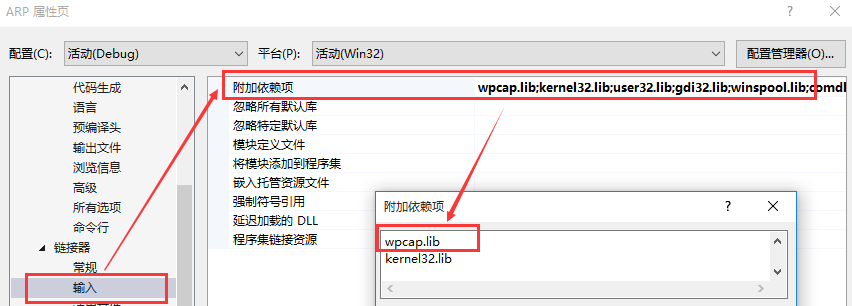 ARP 属性页
配置(C): 活动(Debug) 平台(P): 活动(Win32) 配置管理器(O)...
代码生成
语言
预编译头
输出文件
浏览信息
高级
所有选项
命令行
链接器
常规
输入
附加依赖项 wpcap.lib;kernel32.lib;user32.lib;gdi32.lib;winspool.lib;comdl
忽略所有默认库
忽略特定默认库
模块定义文件
将模块添加到程序集
嵌入托管资源文件
强制符号引用
延迟加载的 DLL
程序集链接资源
附加依赖项
wpcap.lib
kernel32.lib